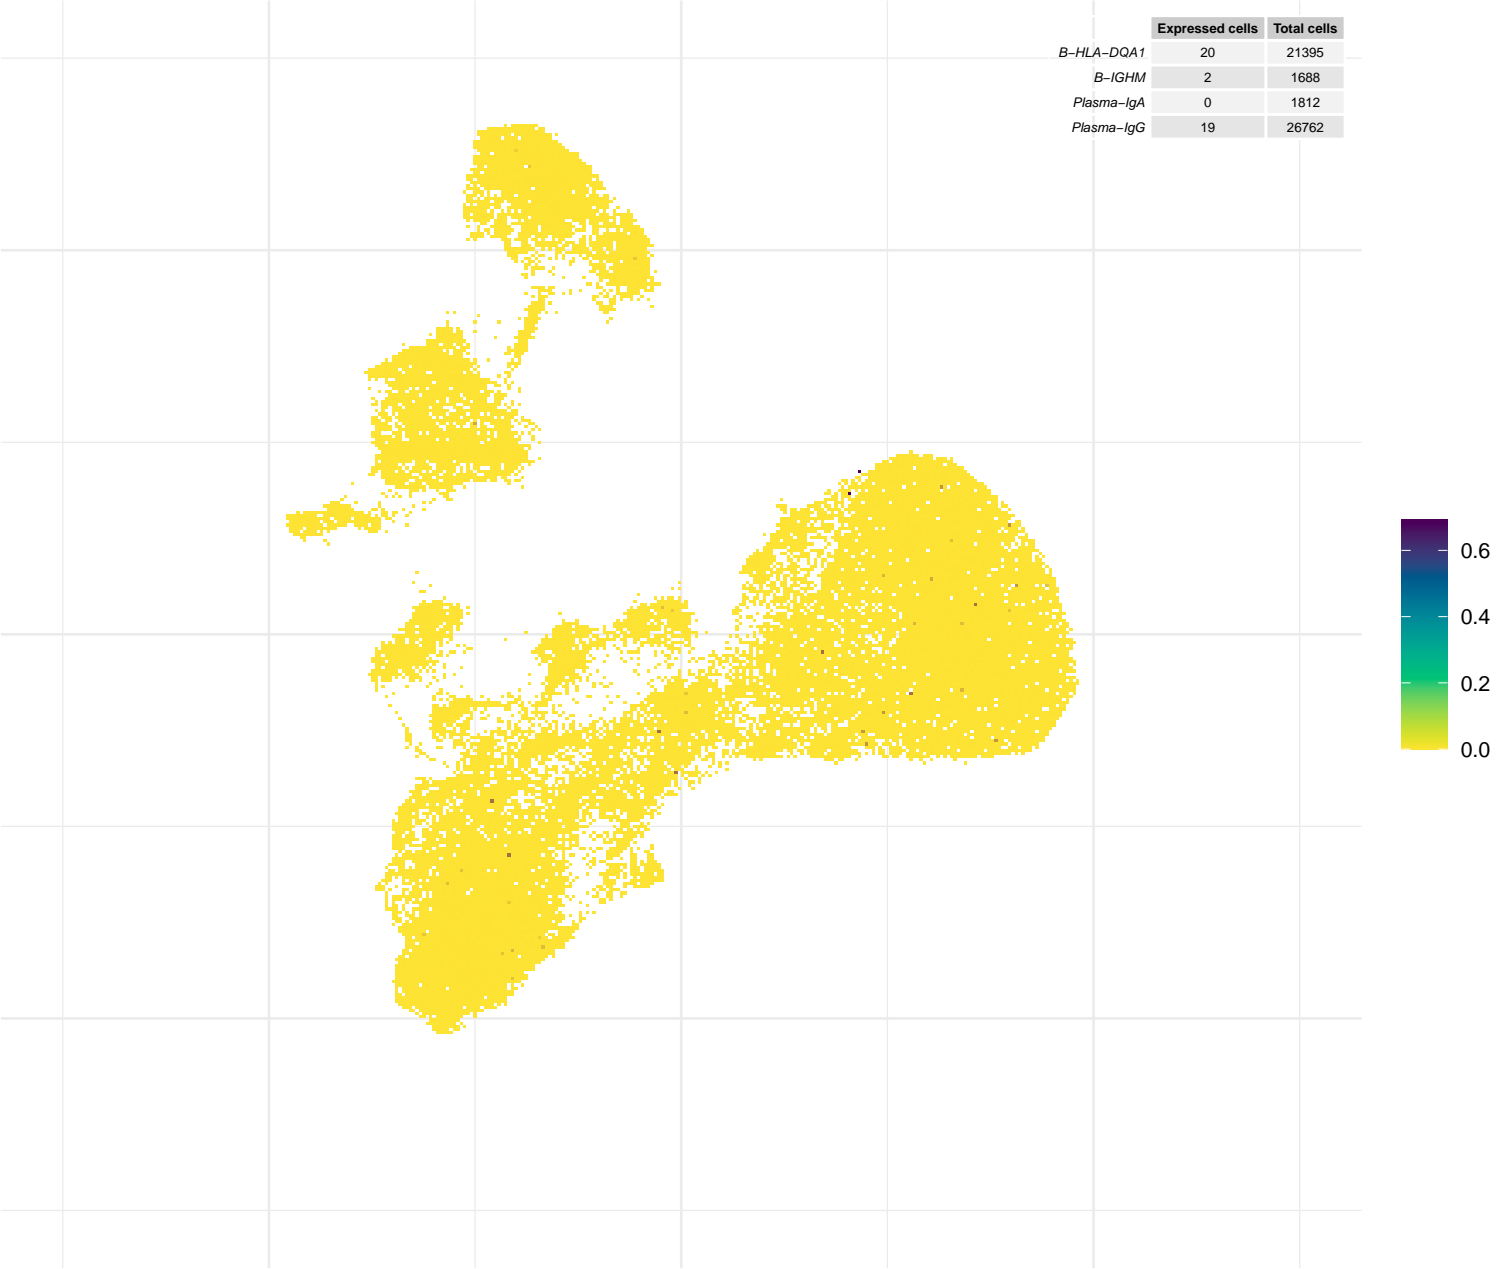 Expressed cells Total cells
B−HLA−DQA1 20 21395
B−IGHM 2 1688
Plasma−IgA 0 1812
Plasma−IgG 19 26762
0.6
0.4
0.2
0.0